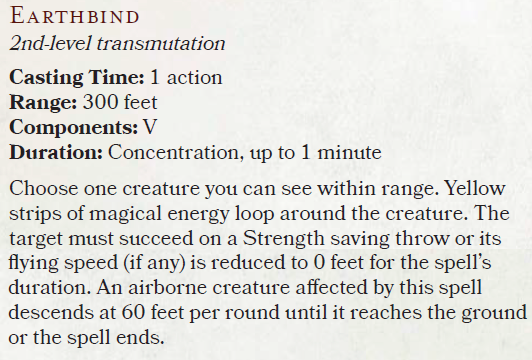 Earthbind
2nd-level transmutation
Casting Time: 1 action
Range: 300 feet
Components: V
Duration: Concentration, up to 1 minute
Choose one creature you can see within range. Yellow
strips of magical energy loop around the creature. The
target must succeed on a Strength saving throw or its
flying speed (if any) is reduced to 0 feet for the spell's
duration. An airborne creature affected by this spell
descends at 60 feet per round until it reaches the ground
or the spell ends.